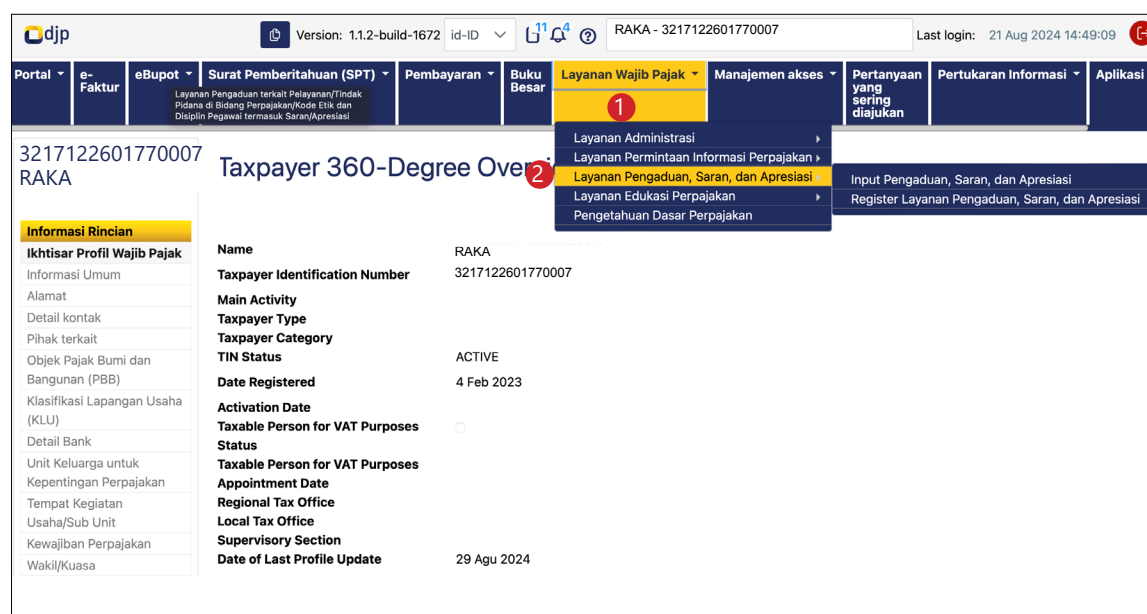 djp
Version: 1.1.2-build-1672
id-ID
11
4
RAKA - 3217122601770007
Last login: 21 Aug 2024 14:49:09
Portal
e-Faktur
eBupot
Surat Pemberitahuan (SPT)
Pembayaran
Buku Besar
Layanan Wajib Pajak
Manajemen akses
Pertanyaan yang sering diajukan
Pertukaran Informasi
Aplikasi
Layanan Pengaduan terkait Pelayanan/Tindak
Pidana di Bidang Perpajakan/Kode Etik dan
Disiplin Pegawai termasuk Saran/Apresiasi
1
Layanan Administrasi
Layanan Permintaan Informasi Perpajakan
2
Layanan Pengaduan, Saran, dan Apresiasi
Layanan Edukasi Perpajakan
Pengetahuan Dasar Perpajakan
Input Pengaduan, Saran, dan Apresiasi
Register Layanan Pengaduan, Saran, dan Apresiasi
3217122601770007
RAKA
Taxpayer 360-Degree Overvi
Informasi Rincian
Ikhtisar Profil Wajib Pajak
Informasi Umum
Alamat
Detail kontak
Pihak terkait
Objek Pajak Bumi dan
Bangunan (PBB)
Klasifikasi Lapangan Usaha
(KLU)
Detail Bank
Unit Keluarga untuk
Kepentingan Perpajakan
Tempat Kegiatan
Usaha/Sub Unit
Kewajiban Perpajakan
Wakil/Kuasa
Name RAKA
Taxpayer Identification Number 3217122601770007
Main Activity
Taxpayer Type
Taxpayer Category
TIN Status ACTIVE
Date Registered 4 Feb 2023
Activation Date
Taxable Person for VAT Purposes
Status
Taxable Person for VAT Purposes
Appointment Date
Regional Tax Office
Local Tax Office
Supervisory Section
Date of Last Profile Update 29 Agu 2024